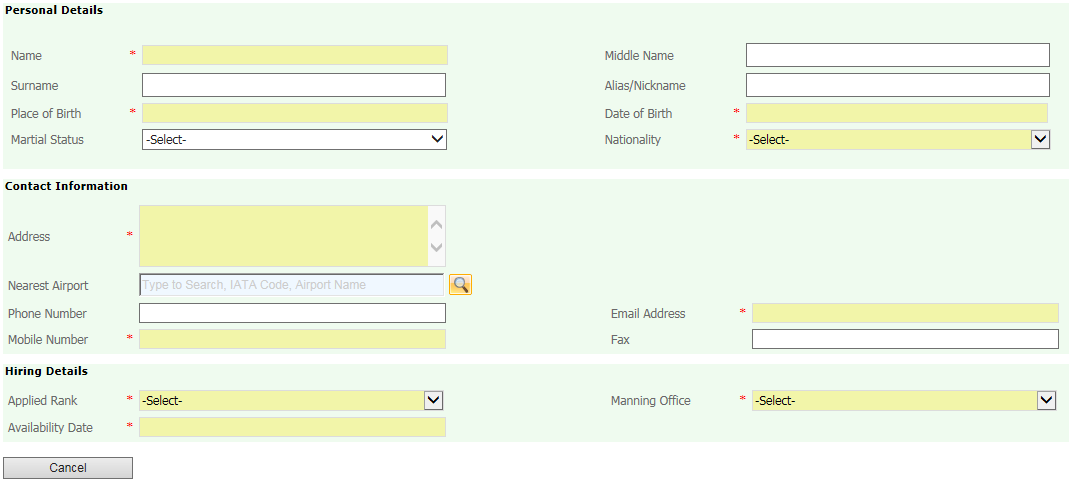 Personal Details
Name * Middle Name
Surname Alias/Nickname
Place of Birth * Date of Birth *
Martial Status -Select- Nationality * -Select-
Contact Information
Address *
Nearest Airport Type to Search, IATA Code, Airport Name
Phone Number Email Address *
Mobile Number * Fax
Hiring Details
Applied Rank * -Select- Manning Office * -Select-
Availability Date *
Cancel